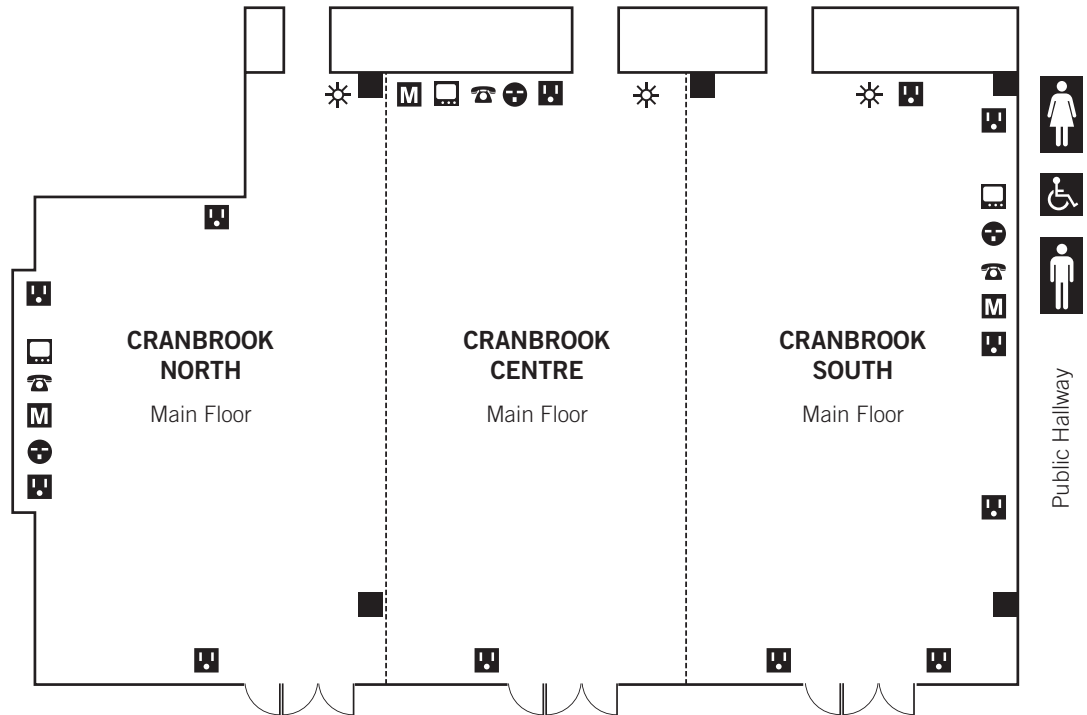 M
CRANBROOK
NORTH
Main Floor
M
CRANBROOK
CENTRE
Main Floor
CRANBROOK
SOUTH
Main Floor
M
Public Hallway